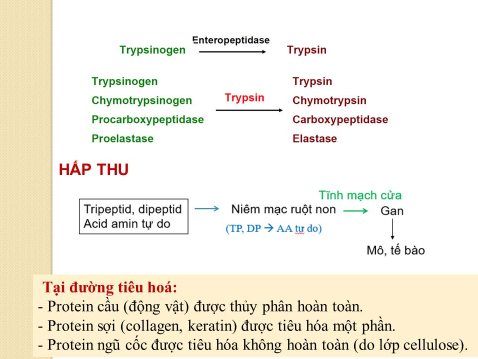 Enteropeptidase
Trypsinogen → Trypsin
Trypsinogen Trypsin
Chymotrypsinogen Trypsin Chymotrypsin
Procarboxypeptidase → Carboxypeptidase
Proelastase Elastase
HẤP THU
Tĩnh mạch cửa
Tripeptid, dipeptid → Niêm mạc ruột non → Gan
Acid amin tự do (TP, DP → AA tự do)
Mô, tế bào
Tại đường tiêu hoá:
- Protein cầu (động vật) được thủy phân hoàn toàn.
- Protein sợi (collagen, keratin) được tiêu hóa một phần.
- Protein ngũ cốc được tiêu hóa không hoàn toàn (do lớp cellulose).